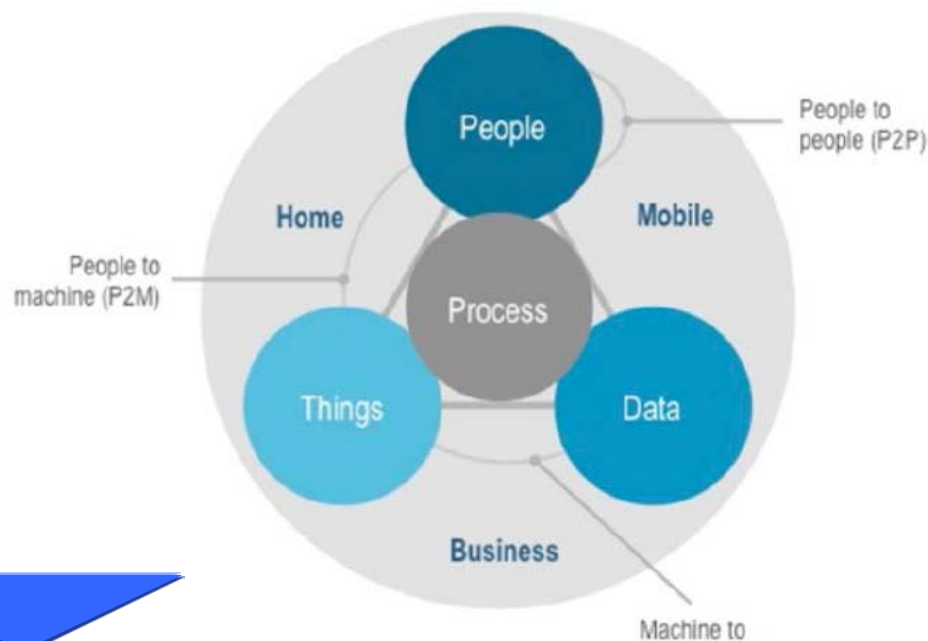 People
People to
people (P2P)
Home
Mobile
People to
machine (P2M)
Process
Things
Data
Business
Machine to